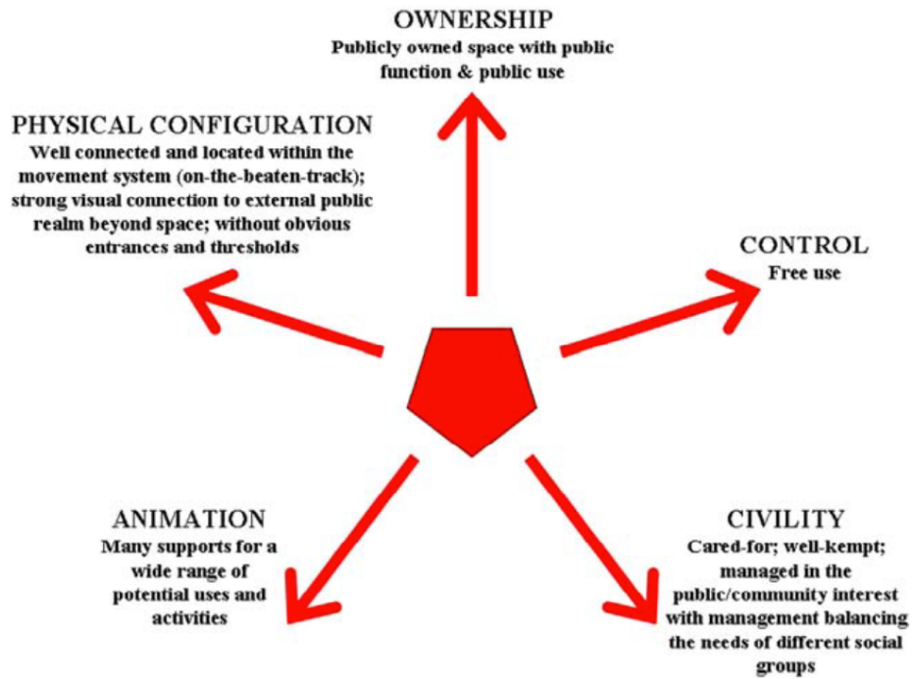 OWNERSHIP
Publicly owned space with public
function & public use
PHYSICAL CONFIGURATION
Well connected and located within the
movement system (on-the-beaten-track);
strong visual connection to external public
realm beyond space; without obvious
entrances and thresholds
CONTROL
Free use
ANIMATION
Many supports for a
wide range of
potential uses and
activities
CIVILITY
Cared-for; well-kempt;
managed in the
public/community interest
with management balancing
the needs of different social
groups